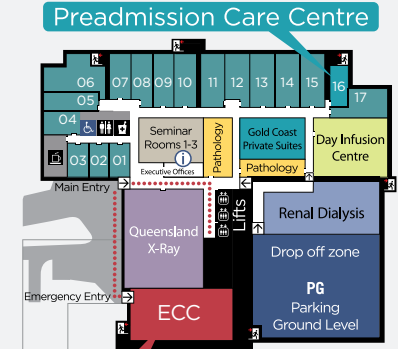 Preadmission Care Centre
06
07
08
09
10
11
12
13
14
15
16
17
05
04
03
02
01
Seminar
Rooms 1-3
i
Executive Offices
Pathology
Gold Coast
Private Suites
Pathology
Day Infusion
Centre
Main Entry
Lifts
Queensland
X-Ray
Renal Dialysis
Drop off zone
PG
Parking
Ground Level
Emergency Entry
ECC